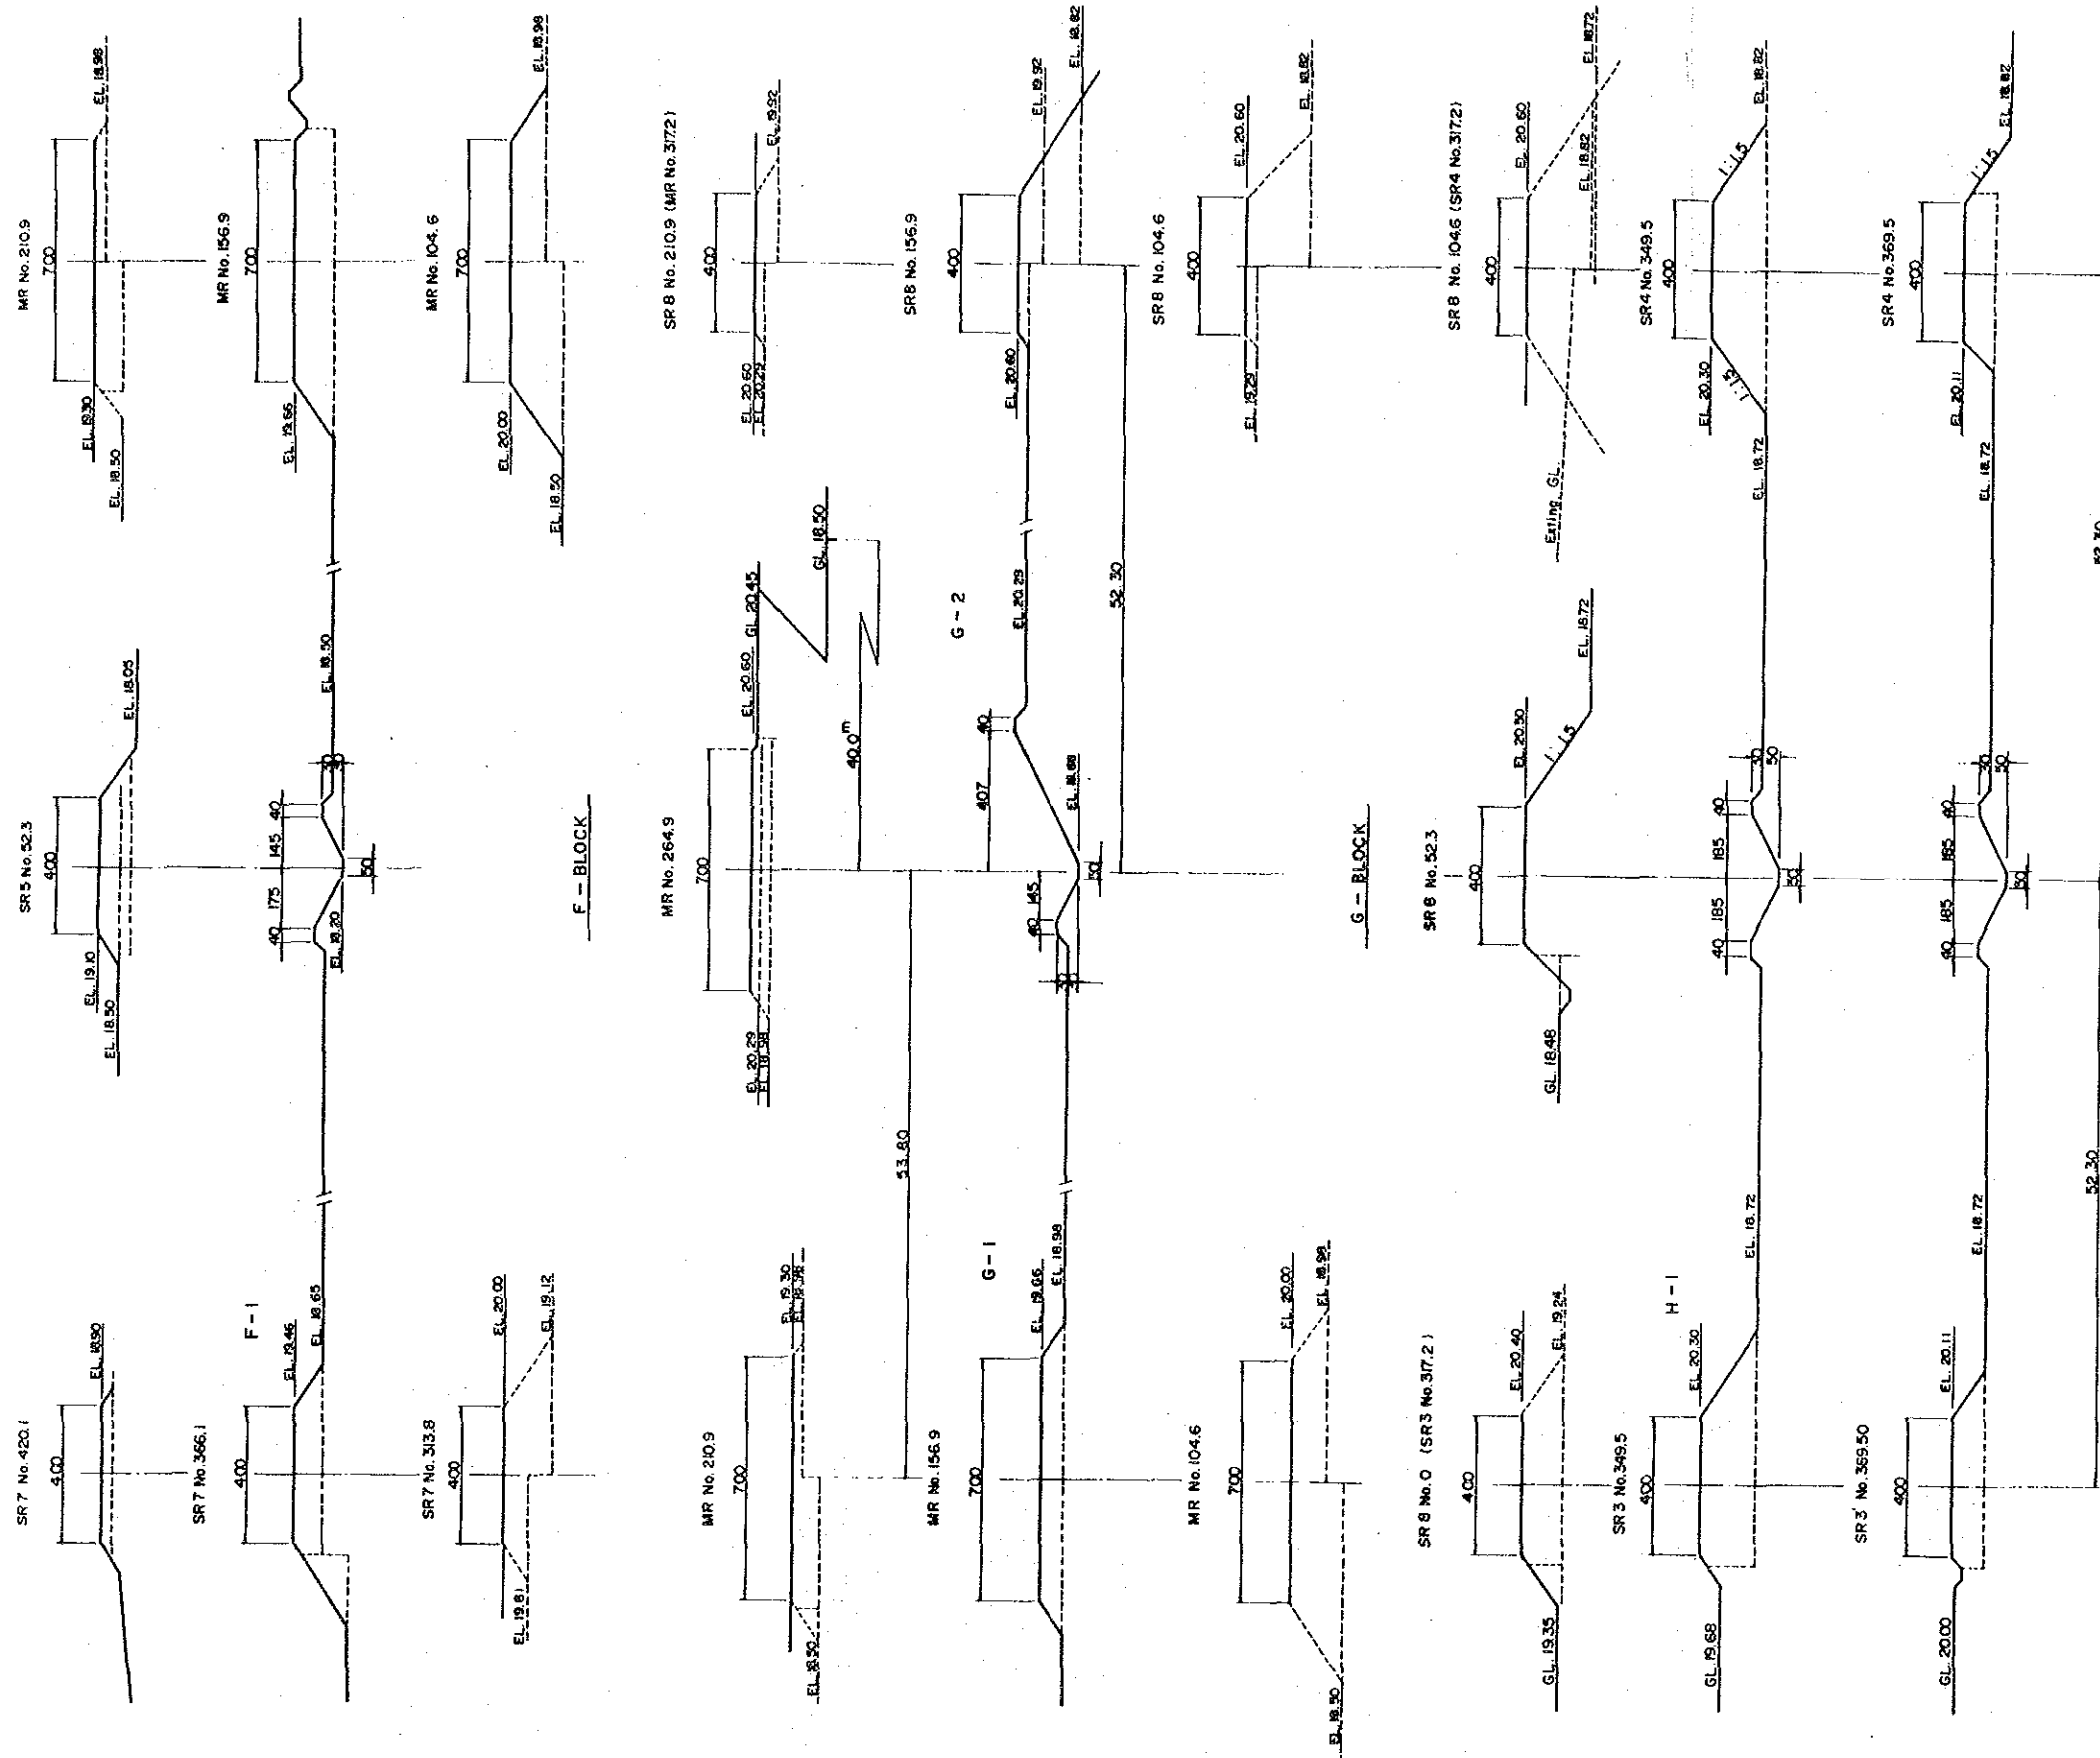 MR No.210.9
700
EL.19.30
EL.18.50
EL.18.98
MR No.156.9
700
EL.19.66
MR No.104.6
700
EL.20.00
EL.18.50
EL.18.98
SR5 No.52.3
400
EL.19.10
EL.18.50
EL.18.05
40
175
145
40
30
30
50
EL.18.20
EL.18.50
SR7 No.420.1
400
EL.18.90
SR7 No.366.1
400
F-1
EL.19.46
EL.18.65
SR7 No.313.8
400
EL.20.00
EL.19.12
EL.19.81
F-BLOCK
SR8 No.210.9 (MR No.317.2)
400
EL.20.60
EL.20.29
EL.19.92
SR8 No.156.9
400
EL.20.60
EL.19.92
EL.18.82
SR8 No.104.6
400
EL.20.60
EL.19.29
EL.18.82
MR No.264.9
700
EL.20.60
GL.20.45
GL.18.50
EL.20.29
EL.18.98
40.0m
G-2
EL.20.29
52.30
407
40
EL.18.68
145
40
50
53.80
MR No.210.9
700
EL.19.30
EL.18.98
EL.18.50
MR No.156.9
700
G-1
EL.19.66
EL.18.98
MR No.104.6
700
EL.20.00
EL.18.98
EL.18.50
G-BLOCK
SR8 No.104.6 (SR4 No.317.2)
400
EL.20.60
EL.18.82
EL.18.72
Exting GL.
SR4 No.349.5
400
EL.20.30
1:1.5
1:1.5
EL.18.82
EL.18.72
SR4 No.369.5
400
EL.20.11
1:1.5
EL.18.82
EL.18.72
SR6 No.52.3
400
EL.20.50
1:1.5
EL.18.72
GL.18.48
40
185
185
40
30
50
50
40
185
185
40
30
50
50
SR8 No.0 (SR3 No.317.2)
400
EL.20.40
EL.19.24
GL.19.35
SR3 No.349.5
400
H-1
EL.20.30
EL.18.72
GL.19.68
SR3' No.369.50
400
EL.20.11
EL.18.72
GL.20.00
52.30
52.30